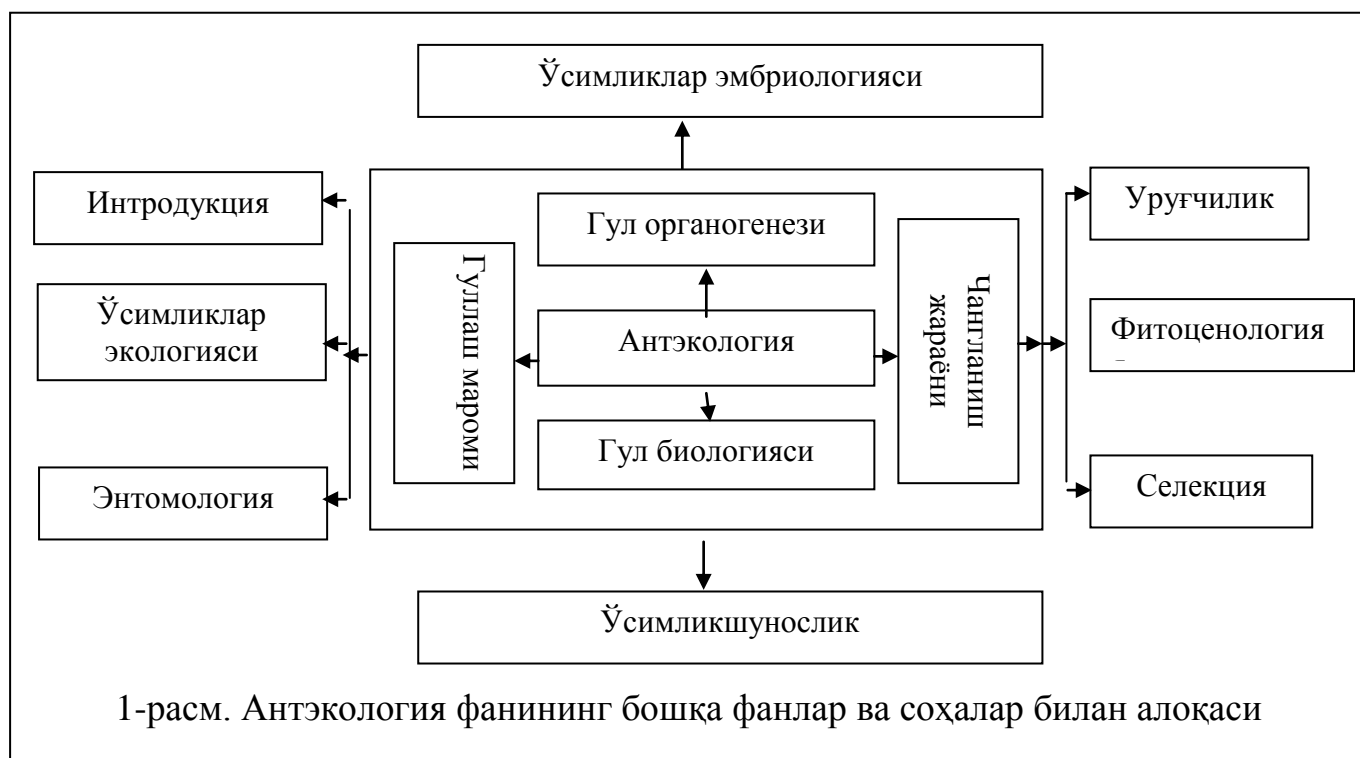 Ўсимликлар эмбриологияси
Интродукция
Гул органогенези
Уруғчилик
Гуллаш мароми
Чангланиш
жараёни
Ўсимликлар
экологияси
Антэкология
Фитоценология
Гул биологияси
Энтомология
Селекция
Ўсимликшунослик
1-расм. Антэкология фанининг бошқа фанлар ва соҳалар билан алоқаси